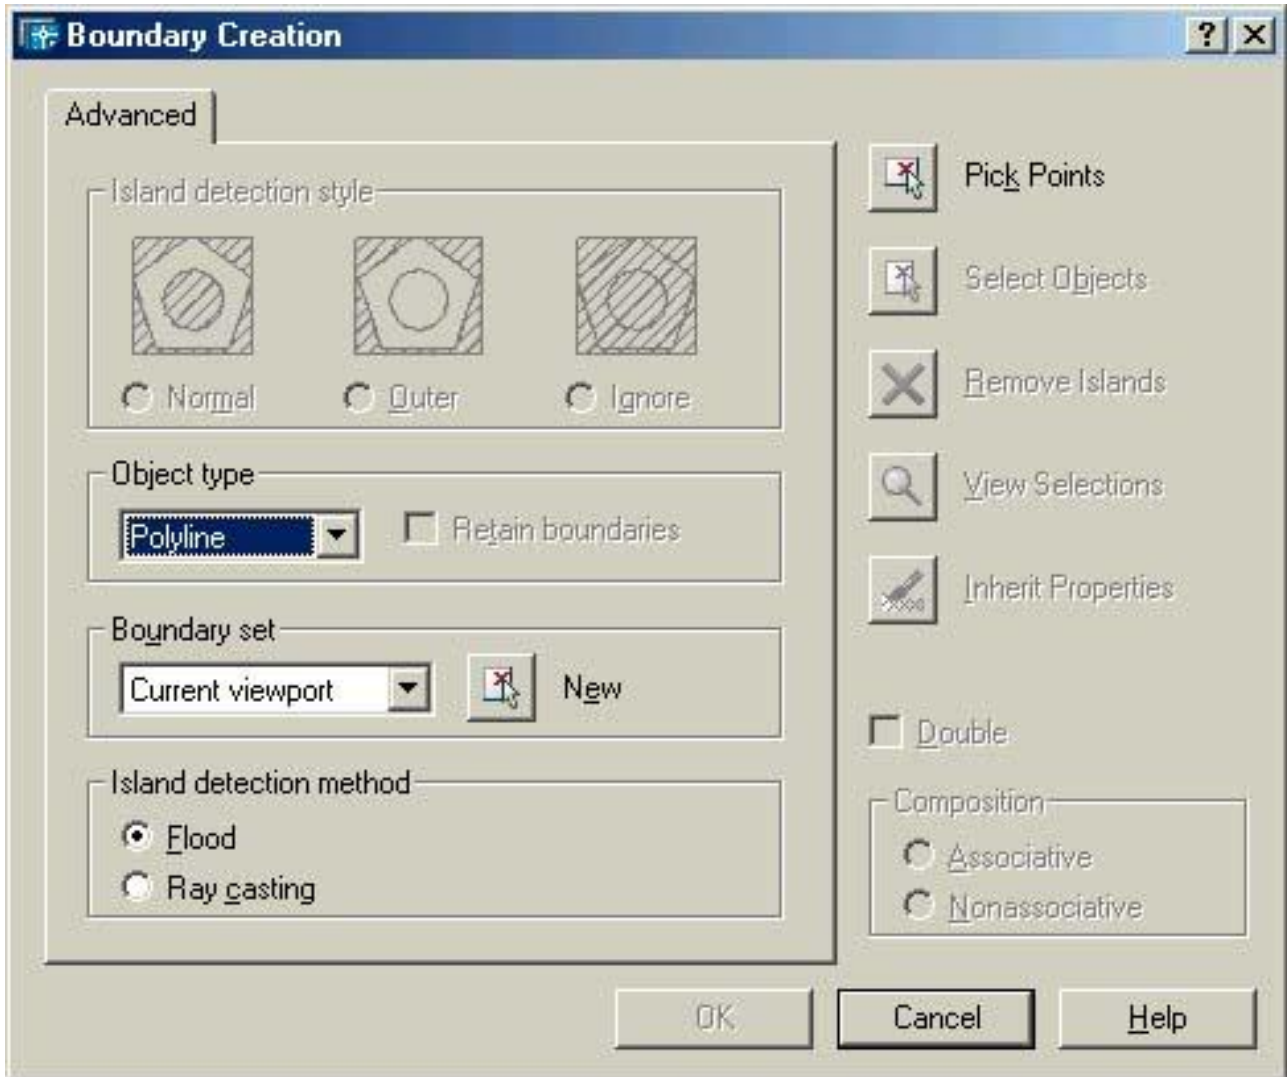 Boundary Creation
Advanced
Island detection style
Normal
Outer
Ignore
Object type
Polyline
Retain boundaries
Boundary set
Current viewport
New
Island detection method
Flood
Ray casting
Pick Points
Select Objects
Remove Islands
View Selections
Inherit Properties
Double
Composition
Associative
Nonassociative
OK
Cancel
Help